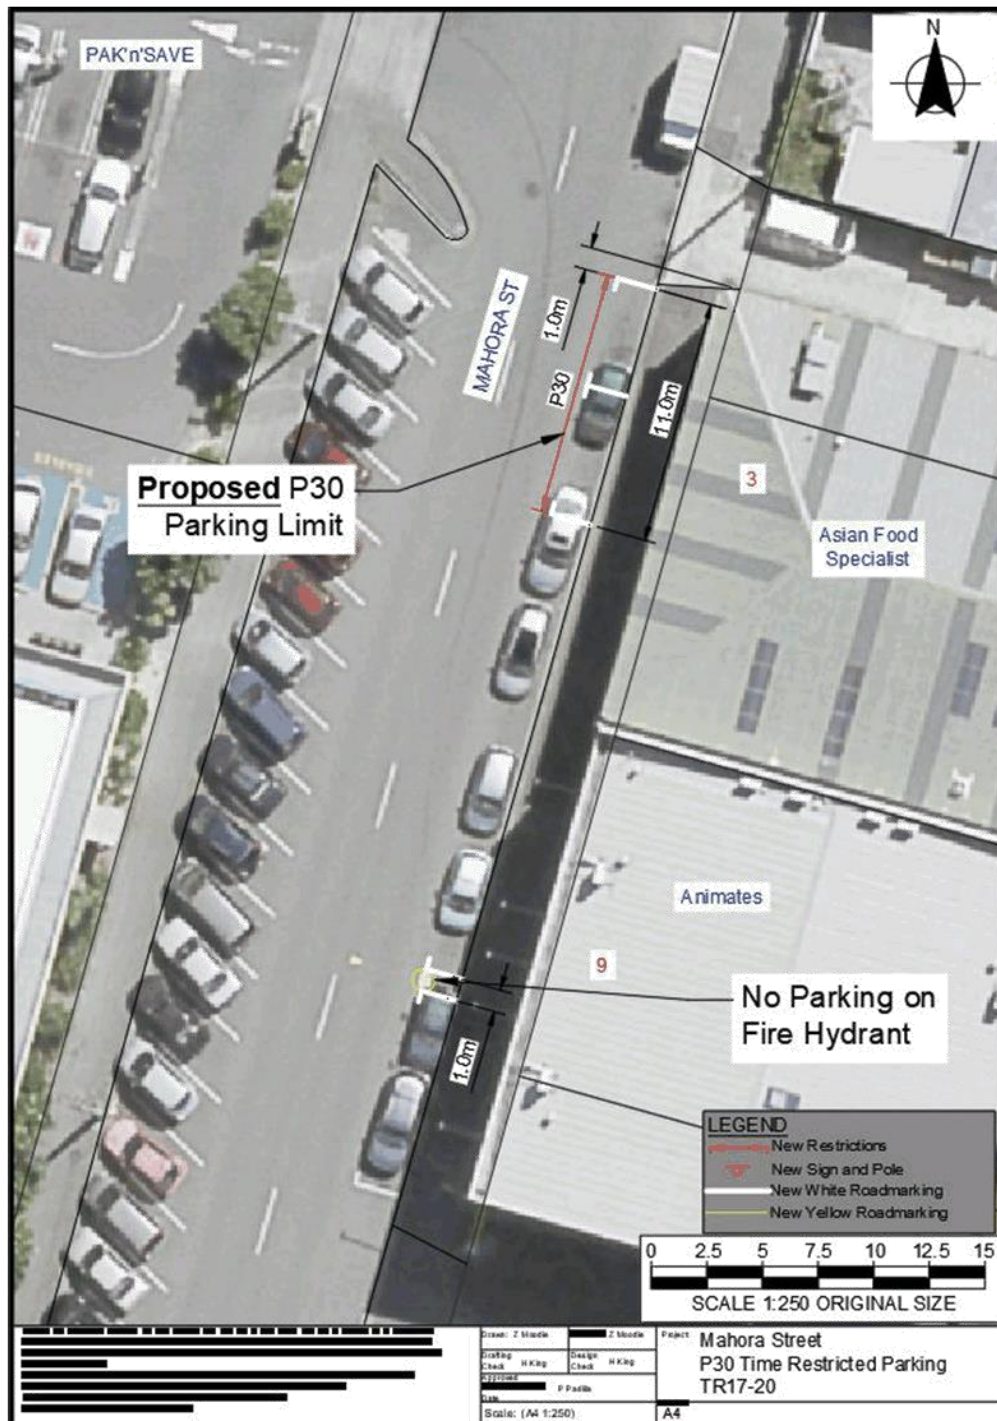 PAK'n'SAVE
N
MAHORA ST
1.0m
P30
11.0m
Proposed P30
Parking Limit
3
Asian Food
Specialist
Animates
9
No Parking on
Fire Hydrant
1.0m
LEGEND
New Restrictions
New Sign and Pole
New White Roadmarking
New Yellow Roadmarking
0 2.5 5 7.5 10 12.5 15
SCALE 1:250 ORIGINAL SIZE
Drawn: Z Moodie
Z Moodie
Drafting
Check H King
Design
Check H King
Approved
P Padilla
Date
Scale: (A4 1:250)
Project
Mahora Street
P30 Time Restricted Parking
TR17-20
A4